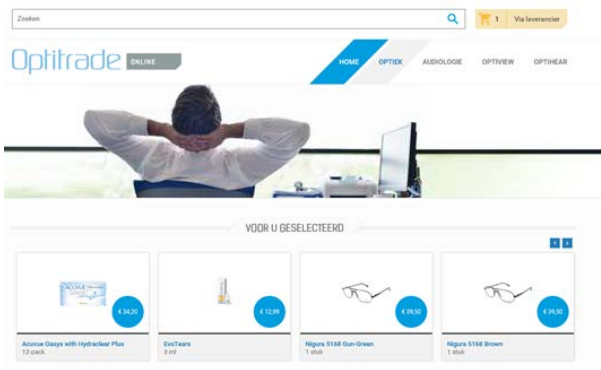 Zoeken
1 Via leverancier
Optitrade ONLINE
HOME OPTIEK AUDIOLOGIE OPTIVIEW OPTIHEAR
VOOR U GESELECTEERD
ACUVUE
€ 34,20
€ 12,99
€ 39,50
€ 39,50
Acuvue Oasys with Hydraclear Plus
12-pack
EvoTears
3 ml
Nigura 5168 Gun-Green
1 stuk
Nigura 5168 Brown
1 stuk